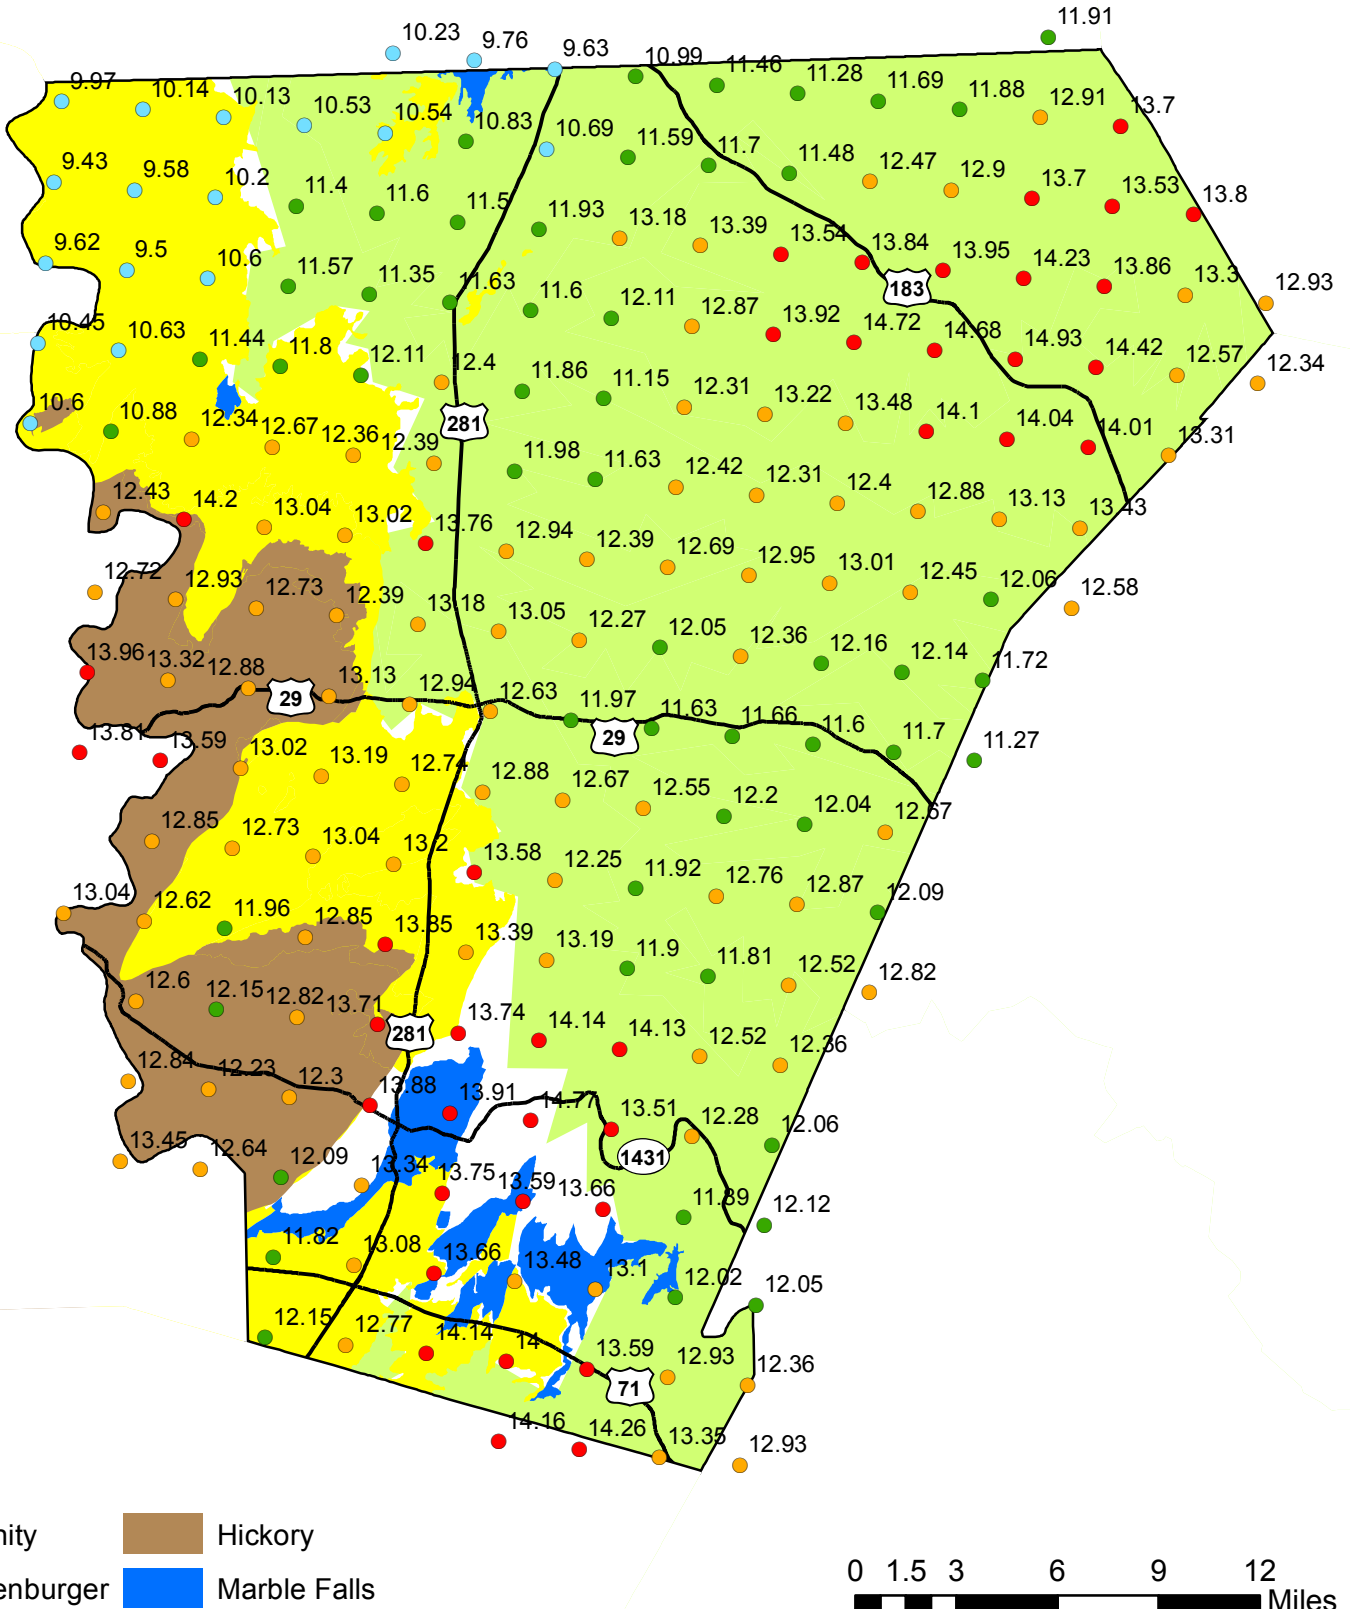 11.91
10.23 9.76 9.63 10.99 11.46 11.28 11.69 11.88 12.91 13.7
9.97 10.14 10.13 10.53 10.54 10.83 10.69 11.59 11.7 11.48 12.47 12.9 13.7 13.53 13.8
9.43 9.58 10.2 11.4 11.6 11.5 11.93 13.18 13.39 13.54 13.84 13.95 14.23 13.86 13.3 12.93
9.62 9.5 10.6 11.57 11.35 11.63 11.6 12.11 12.87 13.92 14.72 14.68 14.93 14.42 12.57 12.34
183
10.45 10.63 11.44 11.8 12.11 12.4 11.86 11.15 12.31 13.22 13.48 14.1 14.04 14.01 13.31
281
10.6 10.88 12.34 12.67 12.36 12.39 11.98 11.63 12.42 12.31 12.4 12.88 13.13 13.43
12.43 14.2 13.04 13.02 13.76 12.94 12.39 12.69 12.95 13.01 12.45 12.06 12.58
12.72 12.93 12.73 12.39 13.18 13.05 12.27 12.05 12.36 12.16 12.14 11.72
13.96 13.32 12.88 13.13 12.94 12.63 11.97 11.63 11.66 11.6 11.7 11.27
29
29
13.81 13.59 13.02 13.19 12.74 12.88 12.67 12.55 12.2 12.04 12.67
12.85 12.73 13.04 13.2 13.58 12.25 11.92 12.76 12.87 12.09
13.04 12.62 11.96 12.85 13.85 13.39 13.19 11.9 11.81 12.52 12.82
12.6 12.15 12.82 13.71 13.74 14.14 14.13 12.52 12.36
281
12.84 12.23 12.3 13.88 13.91 14.77 13.51 12.28 12.06
1431
13.45 12.64 12.09 13.34 13.75 13.59 13.66 11.89 12.12
11.82 13.08 13.66 13.48 13.1 12.02 12.05
12.15 12.77 14.14 14 13.59 12.93 12.36
71
14.16 14.26 13.35 12.93
nity Hickory
enburger Marble Falls
0 1.5 3 6 9 12
Miles